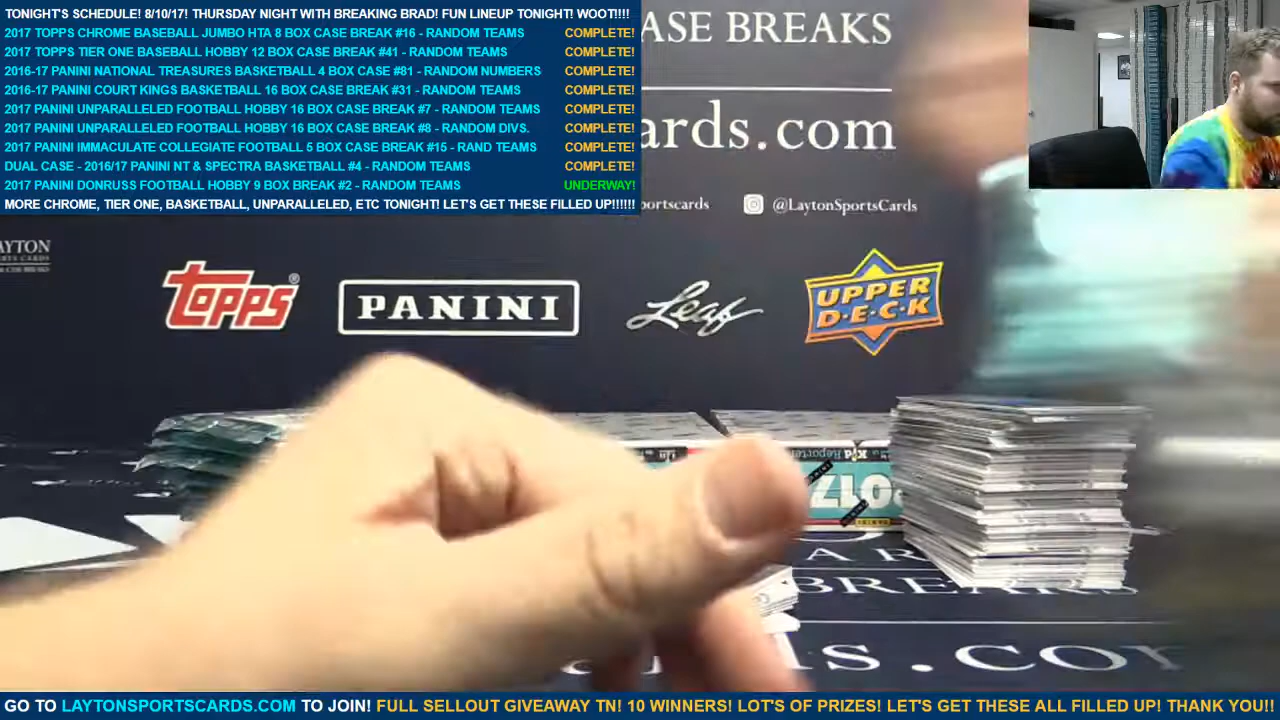 TONIGHT'S SCHEDULE! 8/10/17! THURSDAY NIGHT WITH BREAKING BRAD! FUN LINEUP TONIGHT! WOOT!!!!
2017 TOPPS CHROME BASEBALL JUMBO HTA 8 BOX CASE BREAK #16 - RANDOM TEAMS COMPLETE!
2017 TOPPS TIER ONE BASEBALL HOBBY 12 BOX CASE BREAK #41 - RANDOM TEAMS COMPLETE!
2016-17 PANINI NATIONAL TREASURES BASKETBALL 4 BOX CASE #81 - RANDOM NUMBERS COMPLETE!
2016-17 PANINI COURT KINGS BASKETBALL 16 BOX CASE BREAK #31 - RANDOM TEAMS COMPLETE!
2017 PANINI UNPARALLELED FOOTBALL HOBBY 16 BOX CASE BREAK #7 - RANDOM TEAMS COMPLETE!
2017 PANINI UNPARALLELED FOOTBALL HOBBY 16 BOX CASE BREAK #8 - RANDOM DIVS. COMPLETE!
2017 PANINI IMMACULATE COLLEGIATE FOOTBALL 5 BOX CASE BREAK #15 - RAND TEAMS COMPLETE!
DUAL CASE - 2016/17 PANINI NT & SPECTRA BASKETBALL #4 - RANDOM TEAMS COMPLETE!
2017 PANINI DONRUSS FOOTBALL HOBBY 9 BOX BREAK #2 - RANDOM TEAMS UNDERWAY!
MORE CHROME, TIER ONE, BASKETBALL, UNPARALLELED, ETC TONIGHT! LET'S GET THESE FILLED UP!!!!!!
ASE BREAKS
ards.com
portscards @LaytonSportsCards
AYTON
TOPPS
PANINI
Leaf
UPPER
DECK
2017
BREAKS
S.COM
GO TO LAYTONSPORTSCARDS.COM TO JOIN! FULL SELLOUT GIVEAWAY TN! 10 WINNERS! LOT'S OF PRIZES! LET'S GET THESE ALL FILLED UP! THANK YOU!!